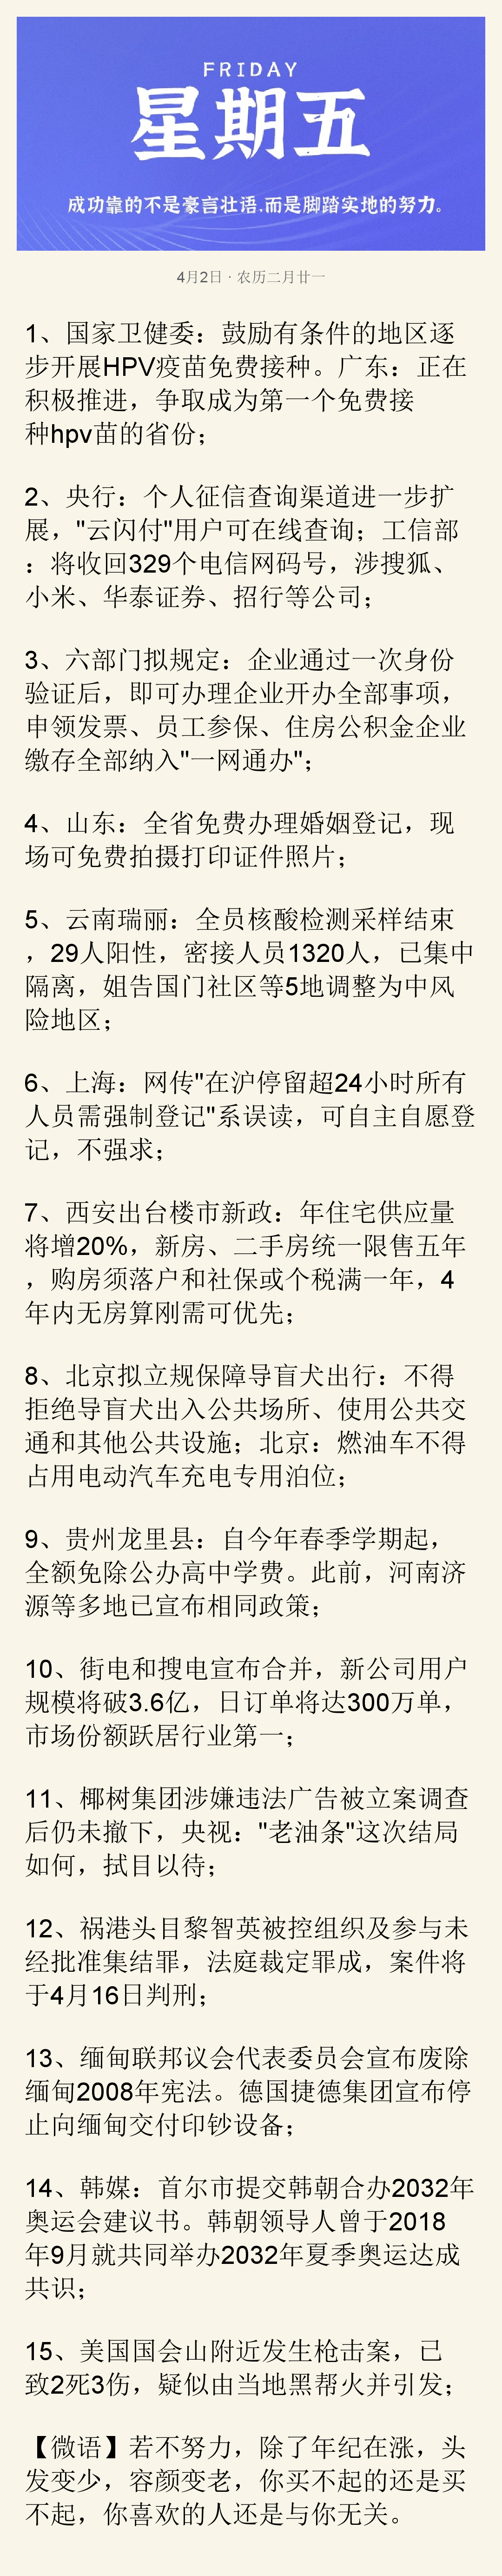 FRIDAY
星期五
成功靠的不是豪言壮语,而是脚踏实地的努力。
4月2日 · 农历二月廿一
1、国家卫健委：鼓励有条件的地区逐
步开展HPV疫苗免费接种。广东：正在
积极推进，争取成为第一个免费接
种hpv苗的省份；
2、央行：个人征信查询渠道进一步扩
展，"云闪付"用户可在线查询；工信部
：将收回329个电信网码号，涉搜狐、
小米、华泰证券、招行等公司；
3、六部门拟规定：企业通过一次身份
验证后，即可办理企业开办全部事项，
申领发票、员工参保、住房公积金企业
缴存全部纳入"一网通办"；
4、山东：全省免费办理婚姻登记，现
场可免费拍摄打印证件照片；
5、云南瑞丽：全员核酸检测采样结束
，29人阳性，密接人员1320人，已集中
隔离，姐告国门社区等5地调整为中风
险地区；
6、上海：网传"在沪停留超24小时所有
人员需强制登记"系误读，可自主自愿登
记，不强求；
7、西安出台楼市新政：年住宅供应量
将增20%，新房、二手房统一限售五年
，购房须落户和社保或个税满一年，4
年内无房算刚需可优先；
8、北京拟立规保障导盲犬出行：不得
拒绝导盲犬出入公共场所、使用公共交
通和其他公共设施；北京：燃油车不得
占用电动汽车充电专用泊位；
9、贵州龙里县：自今年春季学期起，
全额免除公办高中学费。此前，河南济
源等多地已宣布相同政策；
10、街电和搜电宣布合并，新公司用户
规模将破3.6亿，日订单将达300万单，
市场份额跃居行业第一；
11、椰树集团涉嫌违法广告被立案调查
后仍未撤下，央视："老油条"这次结局
如何，拭目以待；
12、祸港头目黎智英被控组织及参与未
经批准集结罪，法庭裁定罪成，案件将
于4月16日判刑；
13、缅甸联邦议会代表委员会宣布废除
缅甸2008年宪法。德国捷德集团宣布停
止向缅甸交付印钞设备；
14、韩媒：首尔市提交韩朝合办2032年
奥运会建议书。韩朝领导人曾于2018
年9月就共同举办2032年夏季奥运达成
共识；
15、美国国会山附近发生枪击案，已
致2死3伤，疑似由当地黑帮火并引发；
【微语】若不努力，除了年纪在涨，头
发变少，容颜变老，你买不起的还是买
不起，你喜欢的人还是与你无关。